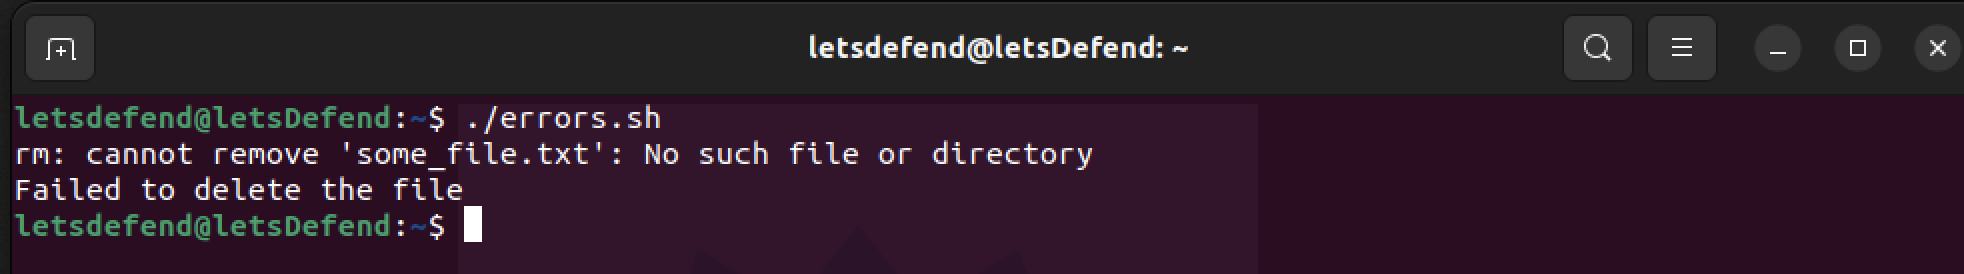 letsdefend@letsDefend: ~
letsdefend@letsDefend:~$ ./errors.sh
rm: cannot remove 'some_file.txt': No such file or directory
Failed to delete the file
letsdefend@letsDefend:~$